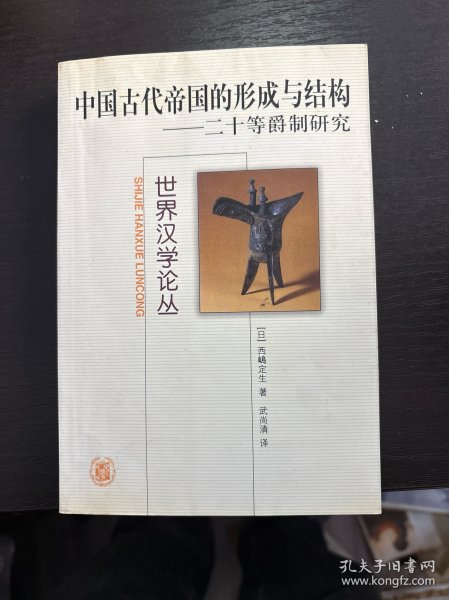 中国古代帝国的形成与结构
——二十等爵制研究
世界汉学论丛
SHIJIE HANXUE LUNCONG
[日] 西嶋定生 著
武尚清 译
孔夫子旧书网
www.kongfz.com